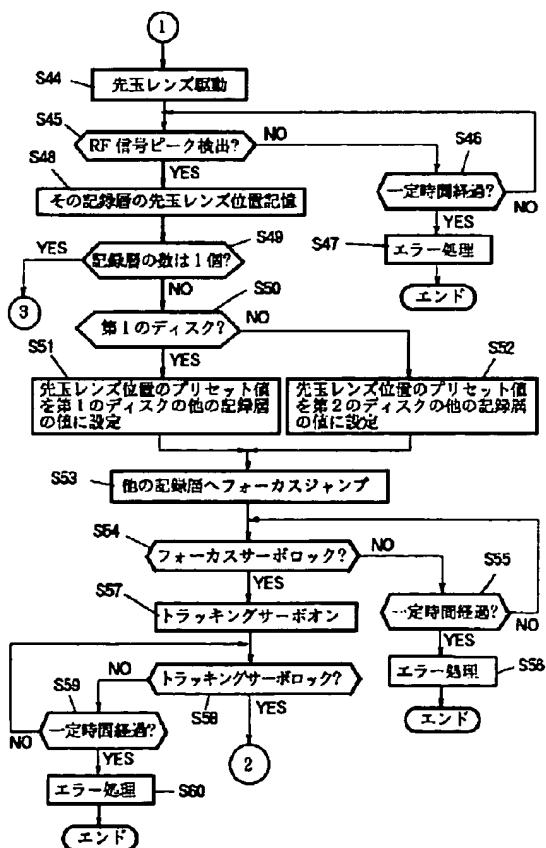 1
S44
先玉レンズ駆動
S45
RF信号ピーク検出?
NO
YES
S46
一定時間経過?
NO
YES
S47
エラー処理
エンド
S48
その記録層の先玉レンズ位置記憶
S49
記録層の数は1個?
YES
3
NO
S50
第1のディスク?
NO
YES
S51
先玉レンズ位置のプリセット値
を第1のディスクの他の記録層
の値に設定
S52
先玉レンズ位置のプリセット値
を第2のディスクの他の記録層
の値に設定
S53
他の記録層へフォーカスジャンプ
S54
フォーカスサーボロック?
NO
YES
S55
一定時間経過?
NO
YES
エラー処理
S56
エンド
S57
トラッキングサーボオン
トラッキングサーボロック?
S58
NO
YES
2
S59
一定時間経過?
NO
YES
エラー処理
S60
エンド